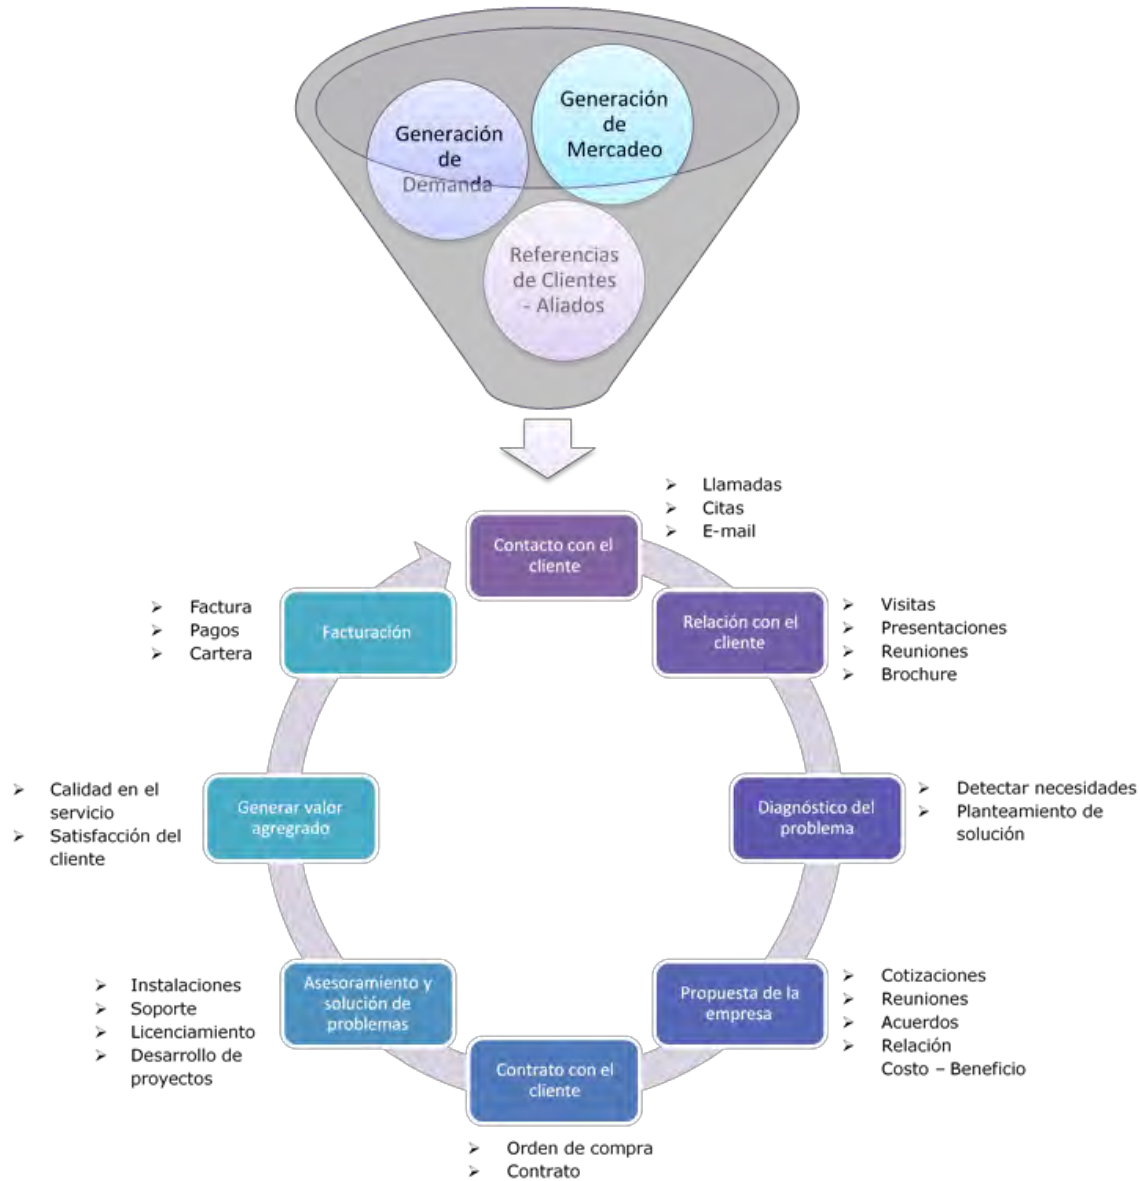 Generación
de
Demanda
Generación
de
Mercadeo
Referencias
de Clientes
- Aliados
Contacto con el
cliente
➢ Llamadas
➢ Citas
➢ E-mail
Relación con el
cliente
➢ Visitas
➢ Presentaciones
➢ Reuniones
➢ Brochure
Diagnóstico del
problema
➢ Detectar necesidades
➢ Planteamiento de
solución
Propuesta de la
empresa
➢ Cotizaciones
➢ Reuniones
➢ Acuerdos
➢ Relación
Costo – Beneficio
Contrato con el
cliente
➢ Orden de compra
➢ Contrato
Asesoramiento y
solución de
problemas
➢ Instalaciones
➢ Soporte
➢ Licenciamiento
➢ Desarrollo de
proyectos
Generar valor
agregrado
➢ Calidad en el
servicio
➢ Satisfacción del
cliente
Facturación
➢ Factura
➢ Pagos
➢ Cartera